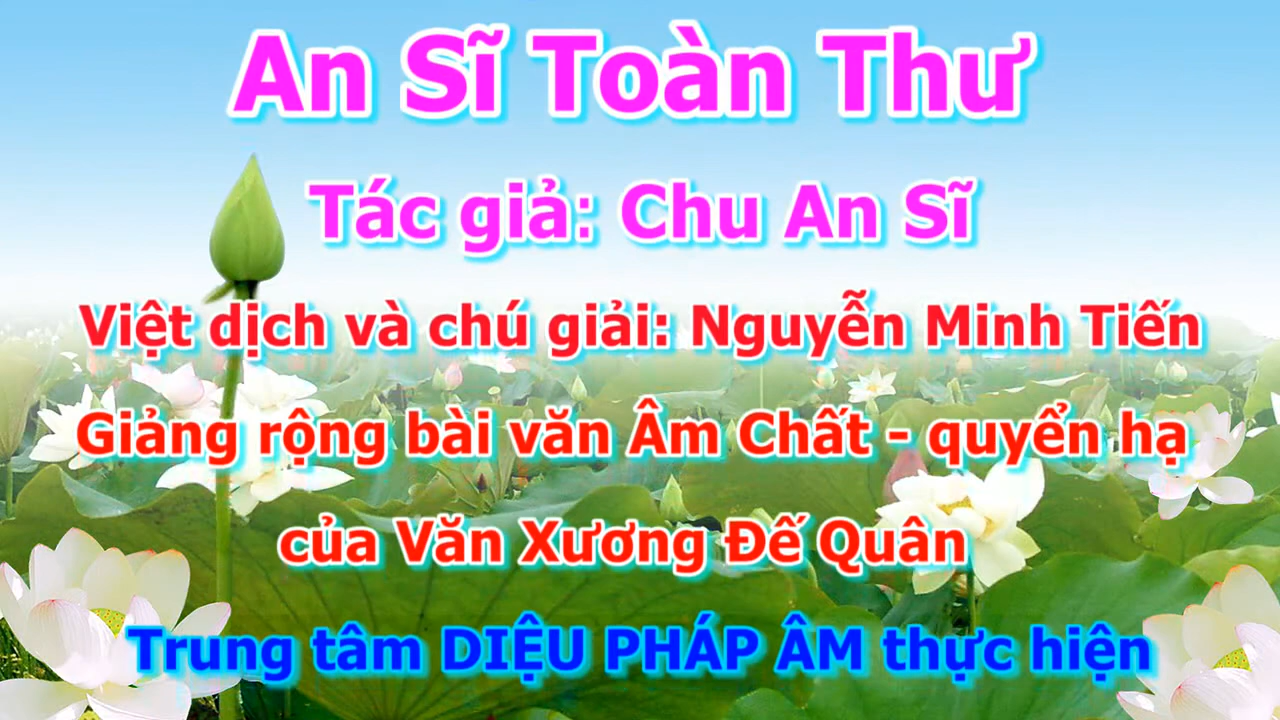 An Sĩ Toàn Thư
Tác giả: Chu An Sĩ
Việt dịch và chú giải: Nguyễn Minh Tiến
Giảng rộng bài văn Âm Chất - quyển hạ
của Văn Xương Đế Quân
Trung tâm DIỆU PHÁP ÂM thực hiện